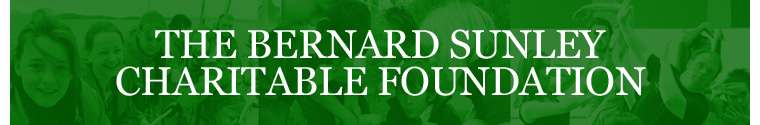 THE BERNARD SUNLEY
CHARITABLE FOUNDATION